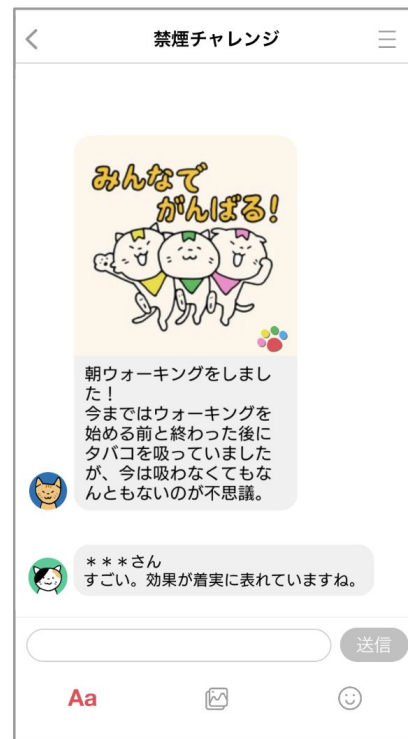 禁煙チャレンジ
みんなで
がんばる!
朝ウォーキングをしまし
た!
今まではウォーキングを
始める前と終わった後に
タバコを吸っていました
が、今は吸わなくてもな
んともないのが不思議。
***さん
すごい。効果が着実に表れていますね。
送信
Aa